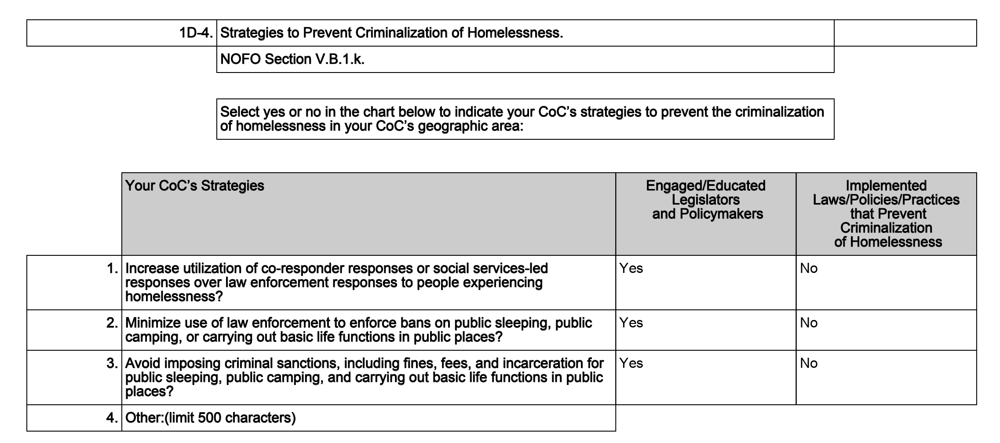 1D-4. Strategies to Prevent Criminalization of Homelessness.
NOFO Section V.B.1.k.
Select yes or no in the chart below to indicate your CoC’s strategies to prevent the criminalization
of homelessness in your CoC’s geographic area:
Your CoC’s Strategies
Engaged/Educated
Legislators
and Policymakers
Implemented
Laws/Policies/Practices
that Prevent
Criminalization
of Homelessness
1. Increase utilization of co-responder responses or social services-led
responses over law enforcement responses to people experiencing
homelessness?
Yes
No
2. Minimize use of law enforcement to enforce bans on public sleeping, public
camping, or carrying out basic life functions in public places?
Yes
No
3. Avoid imposing criminal sanctions, including fines, fees, and incarceration for
public sleeping, public camping, and carrying out basic life functions in public
places?
Yes
No
4. Other:(limit 500 characters)